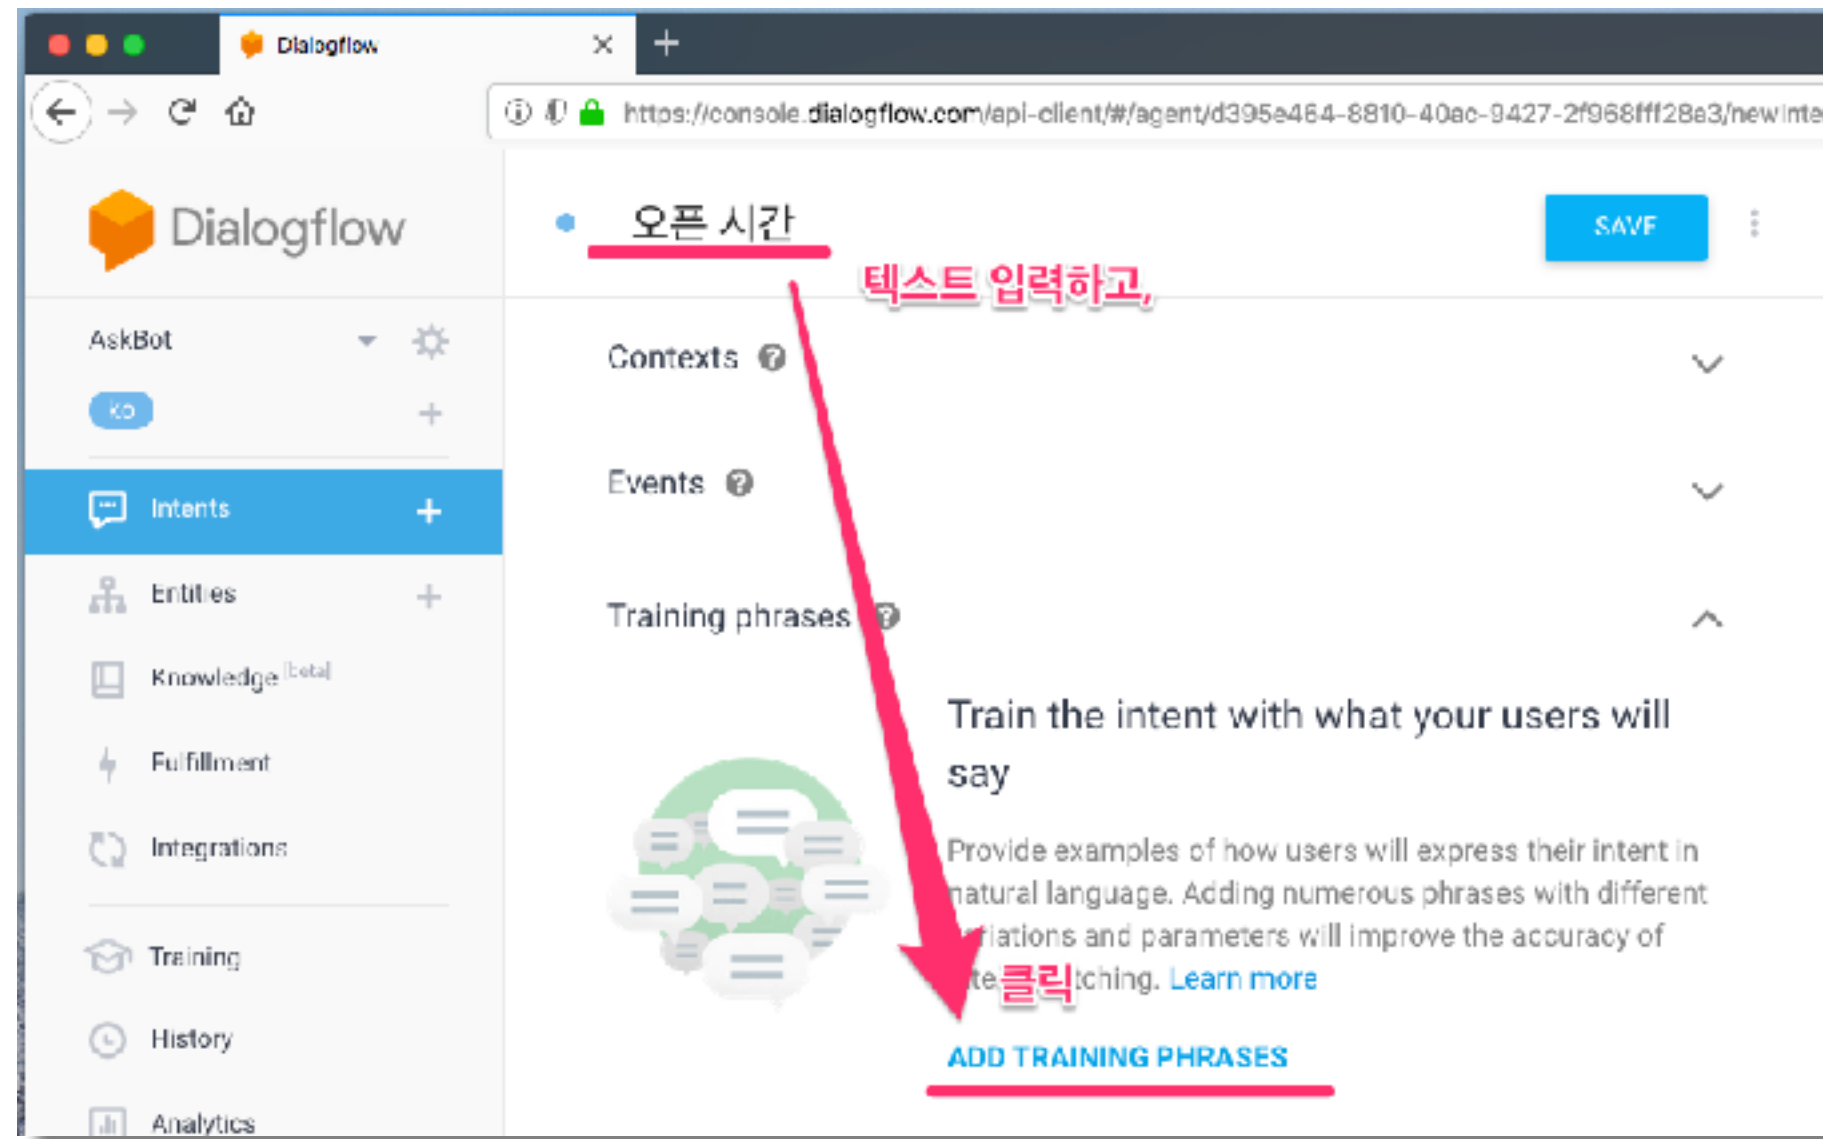 Dialogflow
https://console.dialogflow.com/api-client/#/agent/d395e464-8810-40ac-9427-2f968fff28a3/newInte
Dialogflow
오픈 시간
SAVE
텍스트 입력하고,
AskBot
ko
Contexts
Events
Intents
Entities
Knowledge [beta]
Fulfillment
Integrations
Training
History
Analytics
Training phrases
Train the intent with what your users will
say
Provide examples of how users will express their intent in
natural language. Adding numerous phrases with different
iations and parameters will improve the accuracy of
te 클릭 tching. Learn more
ADD TRAINING PHRASES